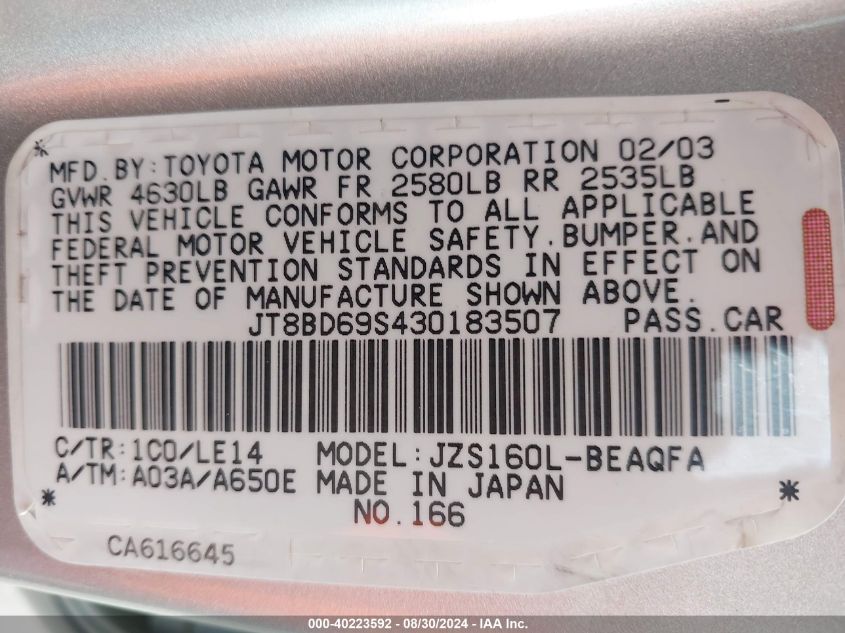 MFD. BY: TOYOTA MOTOR CORPORATION 02/03
GVWR 4630LB GAWR FR 2580LB RR 2535LB
THIS VEHICLE CONFORMS TO ALL APPLICABLE
FEDERAL MOTOR VEHICLE SAFETY. BUMPER. AND
THEFT PREVENTION STANDARDS IN EFFECT ON
THE DATE OF MANUFACTURE SHOWN ABOVE.
JT8BD69S430183507 PASS. CAR
C/TR: 1C0/LE14 MODEL: JZS160L-BEAQFA
A/TM: A03A/A650E MADE IN JAPAN
NO. 166
CA616645
000-40223592 - 08/30/2024 - IAA Inc.